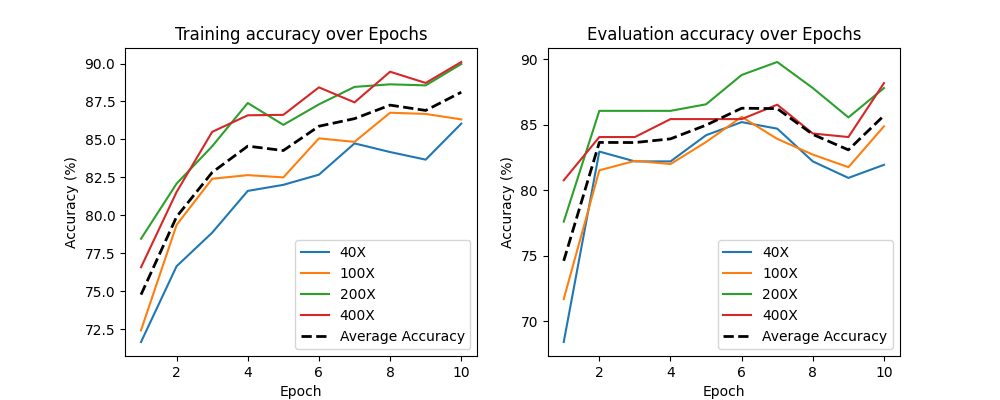 Training accuracy over Epochs
Accuracy (%)
90.0
87.5
85.0
82.5
80.0
77.5
75.0
72.5
2
4
6
8
10
Epoch
40X
100X
200X
400X
Average Accuracy
Evaluation accuracy over Epochs
Accuracy (%)
90
85
80
75
70
2
4
6
8
10
Epoch
40X
100X
200X
400X
Average Accuracy